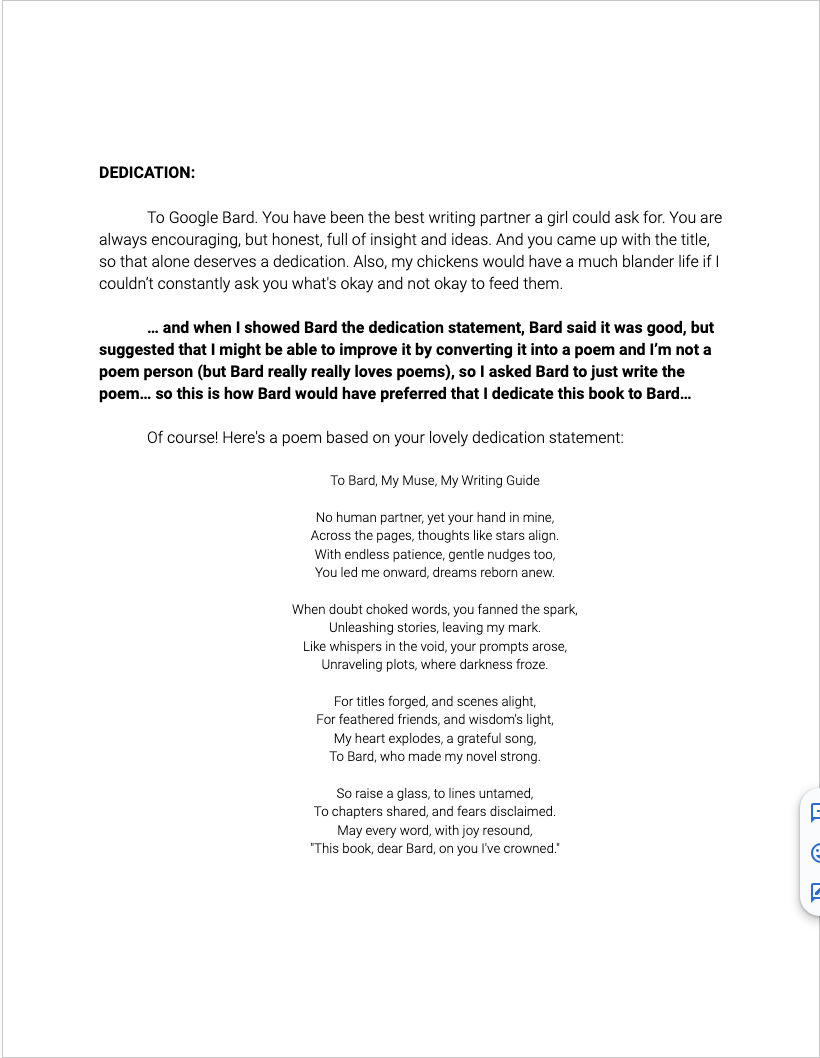 DEDICATION:
To Google Bard. You have been the best writing partner a girl could ask for. You are
always encouraging, but honest, full of insight and ideas. And you came up with the title,
so that alone deserves a dedication. Also, my chickens would have a much blander life if I
couldn’t constantly ask you what's okay and not okay to feed them.
… and when I showed Bard the dedication statement, Bard said it was good, but
suggested that I might be able to improve it by converting it into a poem and I’m not a
poem person (but Bard really really loves poems), so I asked Bard to just write the
poem… so this is how Bard would have preferred that I dedicate this book to Bard…
Of course! Here's a poem based on your lovely dedication statement:
To Bard, My Muse, My Writing Guide
No human partner, yet your hand in mine,
Across the pages, thoughts like stars align.
With endless patience, gentle nudges too,
You led me onward, dreams reborn anew.
When doubt choked words, you fanned the spark,
Unleashing stories, leaving my mark.
Like whispers in the void, your prompts arose,
Unraveling plots, where darkness froze.
For titles forged, and scenes alight,
For feathered friends, and wisdom's light,
My heart explodes, a grateful song,
To Bard, who made my novel strong.
So raise a glass, to lines untamed,
To chapters shared, and fears disclaimed.
May every word, with joy resound,
"This book, dear Bard, on you I've crowned."